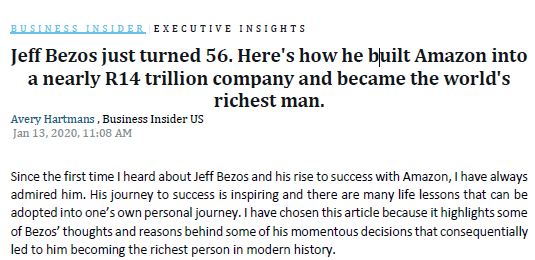 BUSINESS INSIDER | EXECUTIVE INSIGHTS
Jeff Bezos just turned 56. Here's how he built Amazon into
a nearly R14 trillion company and became the world's
richest man.
Avery Hartmans , Business Insider US
Jan 13, 2020, 11:08 AM
Since the first time I heard about Jeff Bezos and his rise to success with Amazon, I have always
admired him. His journey to success is inspiring and there are many life lessons that can be
adopted into one's own personal journey. I have chosen this article because it highlights some
of Bezos' thoughts and reasons behind some of his momentous decisions that consequentially
led to him becoming the richest person in modern history.